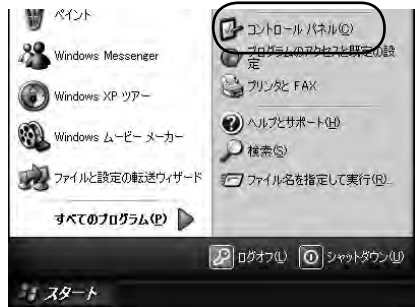 ペイント
Windows Messenger
Windows XP ツアー
Windows ムービー メーカー
ファイルと設定の転送ウィザード
すべてのプログラム(P)
コントロール パネル(C)
プログラムのアクセスと既定の設
定
プリンタと FAX
ヘルプとサポート(H)
検索(S)
ファイル名を指定して実行(R)...
ログオフ(L)
シャットダウン(U)
スタート